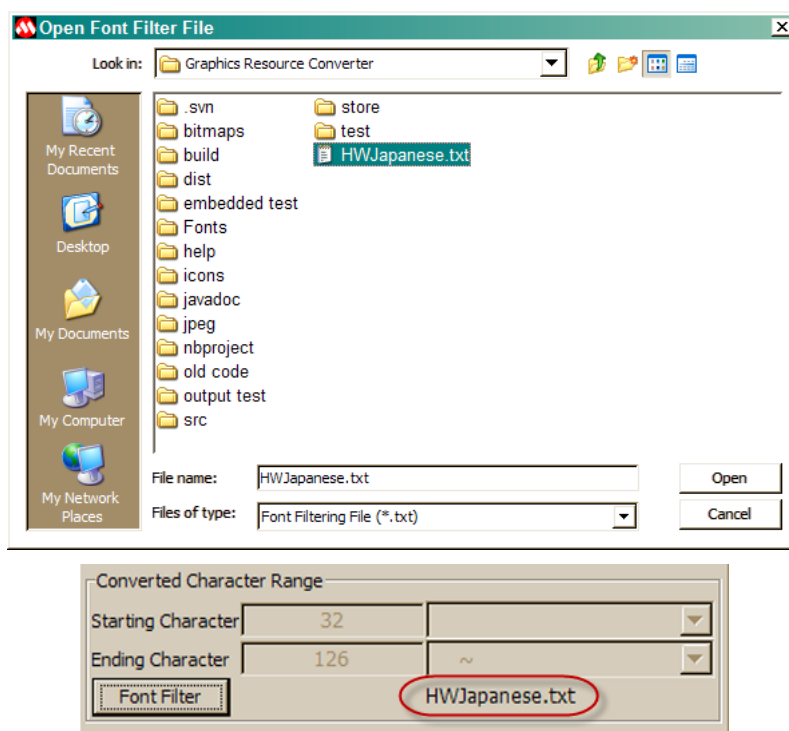 Open Font Filter File
Look in: Graphics Resource Converter
My Recent
Documents
Desktop
My Documents
My Computer
My Network
Places
.svn
bitmaps
build
dist
embedded test
Fonts
help
icons
javadoc
jpeg
nbproject
old code
output test
src
store
test
HWJapanese.txt
File name: HWJapanese.txt Open
Files of type: Font Filtering File (*.txt) Cancel
Converted Character Range
Starting Character 32
Ending Character 126 ~
Font Filter HWJapanese.txt